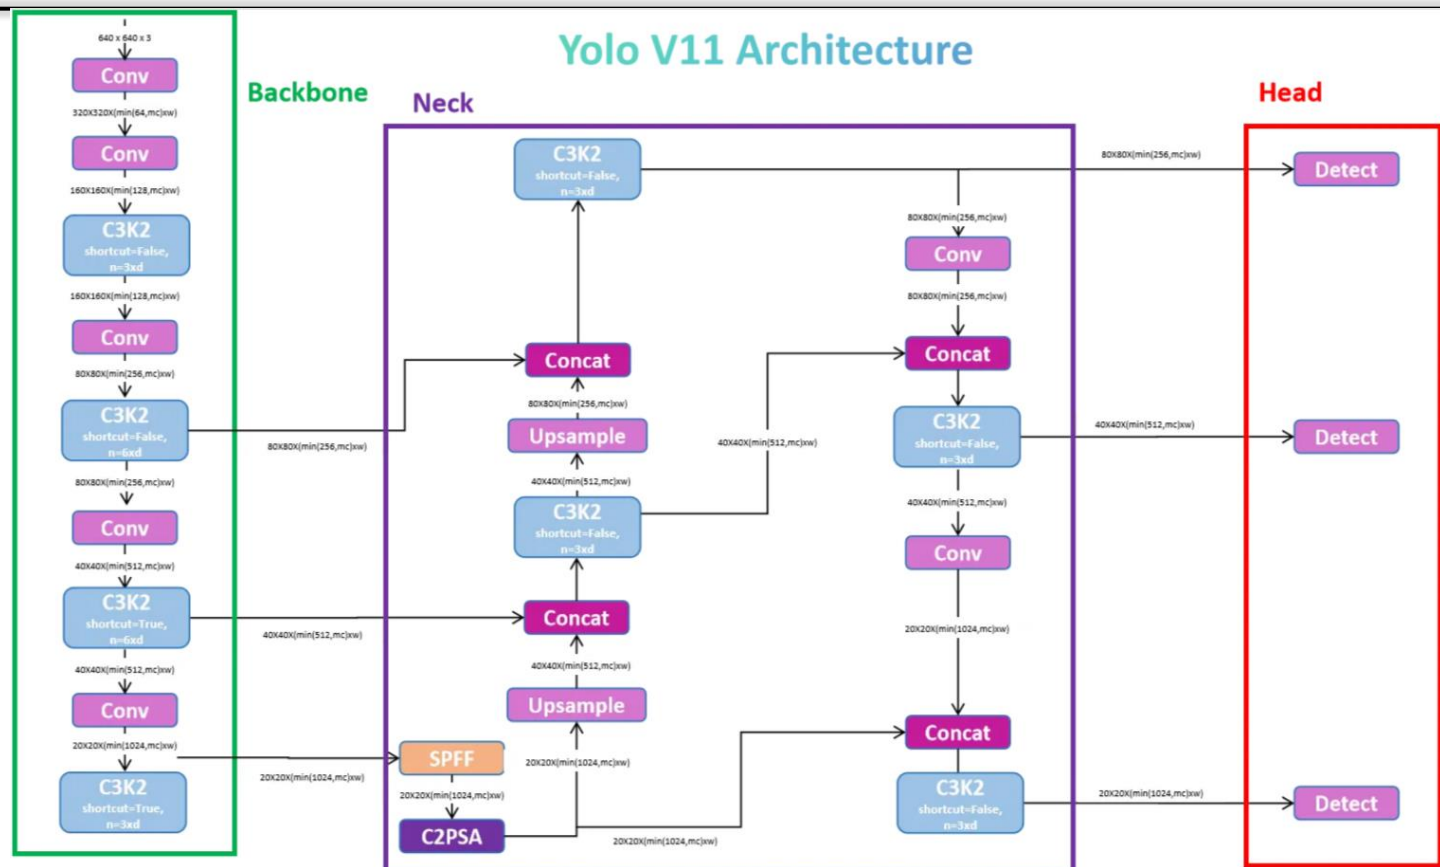 Yolo V11 Architecture
Backbone
640 x 640 x 3
Conv
320X320X(min(64,mc)xw)
Conv
160X160X(min(128,mc)xw)
C3K2
shortcut=False,
n=3xd
160X160X(min(128,mc)xw)
Conv
80X80X(min(256,mc)xw)
C3K2
shortcut=False,
n=6xd
80X80X(min(256,mc)xw)
80X80X(min(256,mc)xw)
Conv
40X40X(min(512,mc)xw)
C3K2
shortcut=True,
n=6xd
40X40X(min(512,mc)xw)
40X40X(min(512,mc)xw)
Conv
20X20X(min(1024,mc)xw)
20X20X(min(1024,mc)xw)
C3K2
shortcut=True,
n=3xd
Neck
C3K2
shortcut=False,
n=3xd
Concat
80X80X(min(256,mc)xw)
Upsample
40X40X(min(512,mc)xw)
C3K2
shortcut=False,
n=3xd
Concat
40X40X(min(512,mc)xw)
Upsample
20X20X(min(1024,mc)xw)
SPFF
20X20X(min(1024,mc)xw)
C2PSA
20X20X(min(1024,mc)xw)
40X40X(min(512,mc)xw)
80X80X(min(256,mc)xw)
Conv
80X80X(min(256,mc)xw)
Concat
C3K2
shortcut=False,
n=3xd
40X40X(min(512,mc)xw)
Conv
20X20X(min(1024,mc)xw)
Concat
C3K2
shortcut=False,
n=3xd
Head
80X80X(min(256,mc)xw)
Detect
40X40X(min(512,mc)xw)
Detect
20X20X(min(1024,mc)xw)
Detect